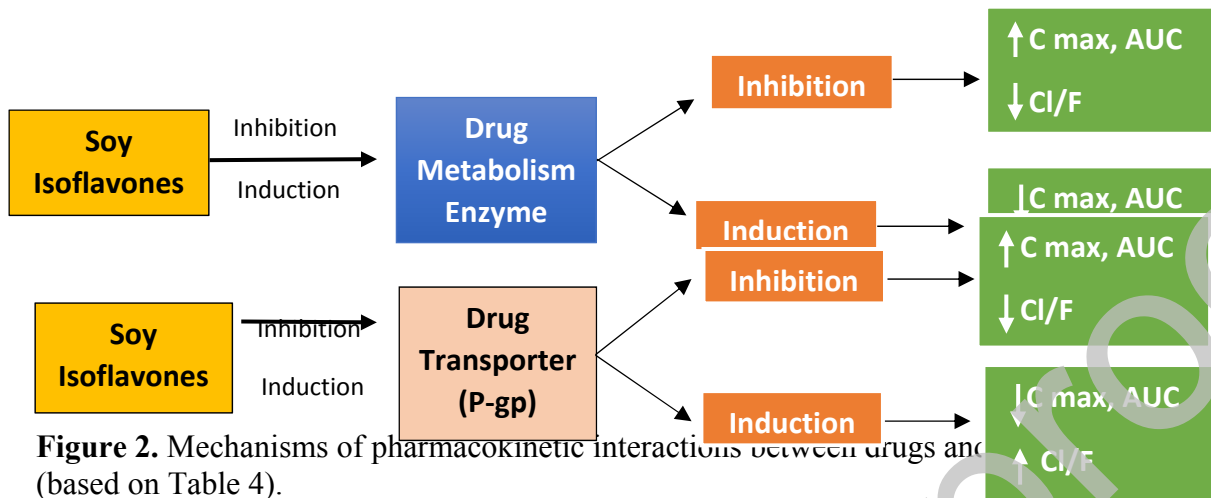 Soy
Isoflavones
Inhibition
Induction
Drug
Metabolism
Enzyme
Inhibition
↑ C max, AUC
↓ Cl/F
Induction
↓C max, AUC
Soy
Isoflavones
Inhibition
Induction
Drug
Transporter
(P-gp)
Inhibition
↑ C max, AUC
↓ Cl/F
Induction
↓C max, AUC
↑ Cl/F
Figure 2. Mechanisms of pharmacokinetic interactions between drugs and
(based on Table 4).